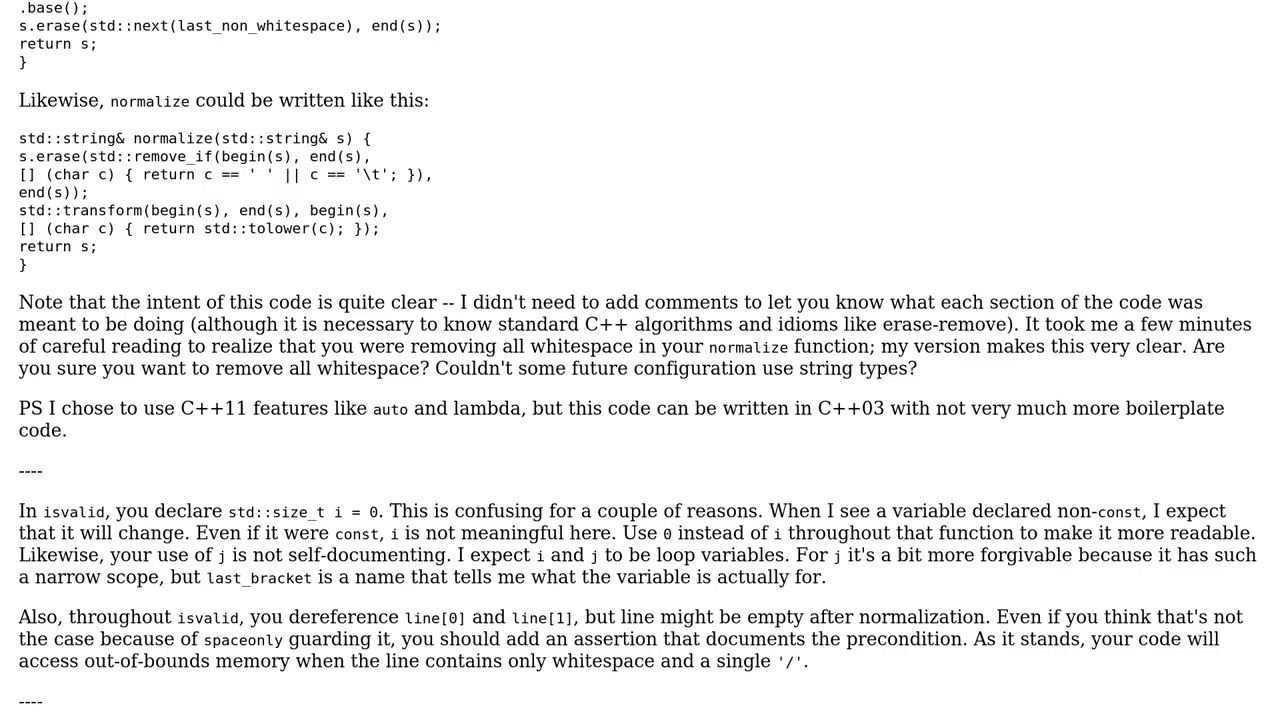 .base();
s.erase(std::next(last_non_whitespace), end(s));
return s;
}
Likewise, normalize could be written like this:
std::string& normalize(std::string& s) {
s.erase(std::remove_if(begin(s), end(s),
[] (char c) { return c == ' ' || c == '\t'; }),
end(s));
std::transform(begin(s), end(s), begin(s),
[] (char c) { return std::tolower(c); });
return s;
}
Note that the intent of this code is quite clear -- I didn't need to add comments to let you know what each section of the code was
meant to be doing (although it is necessary to know standard C++ algorithms and idioms like erase-remove). It took me a few minutes
of careful reading to realize that you were removing all whitespace in your normalize function; my version makes this very clear. Are
you sure you want to remove all whitespace? Couldn't some future configuration use string types?
PS I chose to use C++11 features like auto and lambda, but this code can be written in C++03 with not very much more boilerplate
code.
----
In isvalid, you declare std::size_t i = 0. This is confusing for a couple of reasons. When I see a variable declared non-const, I expect
that it will change. Even if it were const, i is not meaningful here. Use 0 instead of i throughout that function to make it more readable.
Likewise, your use of j is not self-documenting. I expect i and j to be loop variables. For j it's a bit more forgivable because it has such
a narrow scope, but last_bracket is a name that tells me what the variable is actually for.
Also, throughout isvalid, you dereference line[0] and line[1], but line might be empty after normalization. Even if you think that's not
the case because of spaceonly guarding it, you should add an assertion that documents the precondition. As it stands, your code will
access out-of-bounds memory when the line contains only whitespace and a single '/'.
----